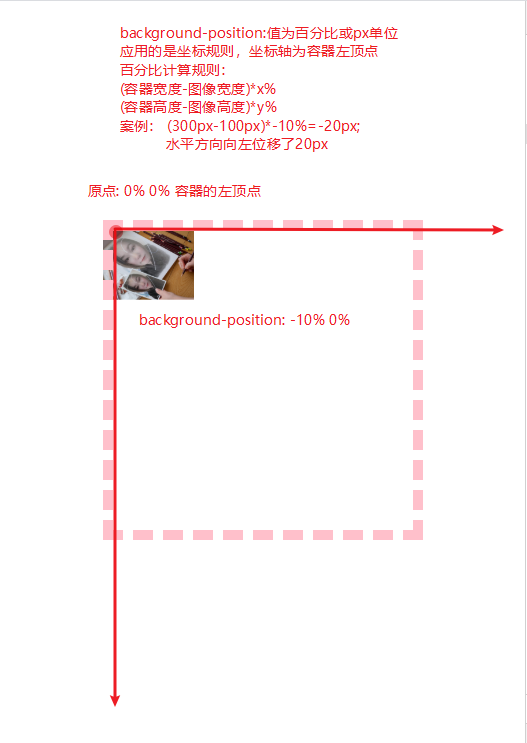 background-position:值为百分比或px单位
应用的是坐标规则，坐标轴为容器左顶点
百分比计算规则：
(容器宽度-图像宽度)*x%
(容器高度-图像高度)*y%
案例： (300px-100px)*-10%=-20px;
水平方向向左位移了20px
原点: 0% 0% 容器的左顶点
background-position: -10% 0%